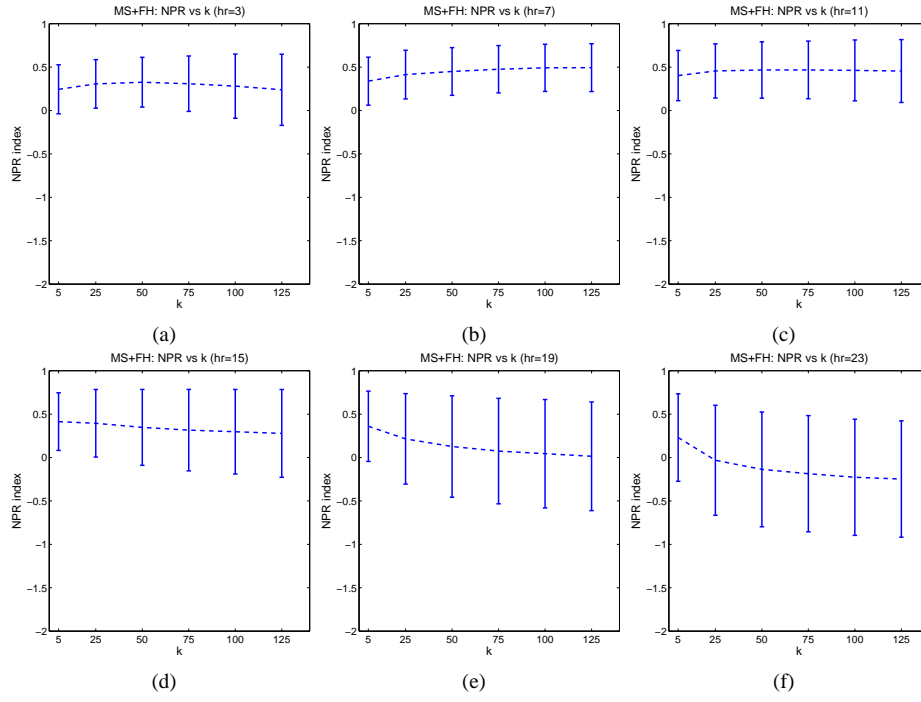 MS+FH: NPR vs k (hr=3)
1
0.5
0
−0.5
−1
−1.5
−2
NPR index
5 25 50 75 100 125
k
(a)
MS+FH: NPR vs k (hr=7)
1
0.5
0
−0.5
−1
−1.5
−2
NPR index
5 25 50 75 100 125
k
(b)
MS+FH: NPR vs k (hr=11)
1
0.5
0
−0.5
−1
−1.5
−2
NPR index
5 25 50 75 100 125
k
(c)
MS+FH: NPR vs k (hr=15)
1
0.5
0
−0.5
−1
−1.5
−2
NPR index
5 25 50 75 100 125
k
(d)
MS+FH: NPR vs k (hr=19)
1
0.5
0
−0.5
−1
−1.5
−2
NPR index
5 25 50 75 100 125
k
(e)
MS+FH: NPR vs k (hr=23)
1
0.5
0
−0.5
−1
−1.5
−2
NPR index
5 25 50 75 100 125
k
(f)